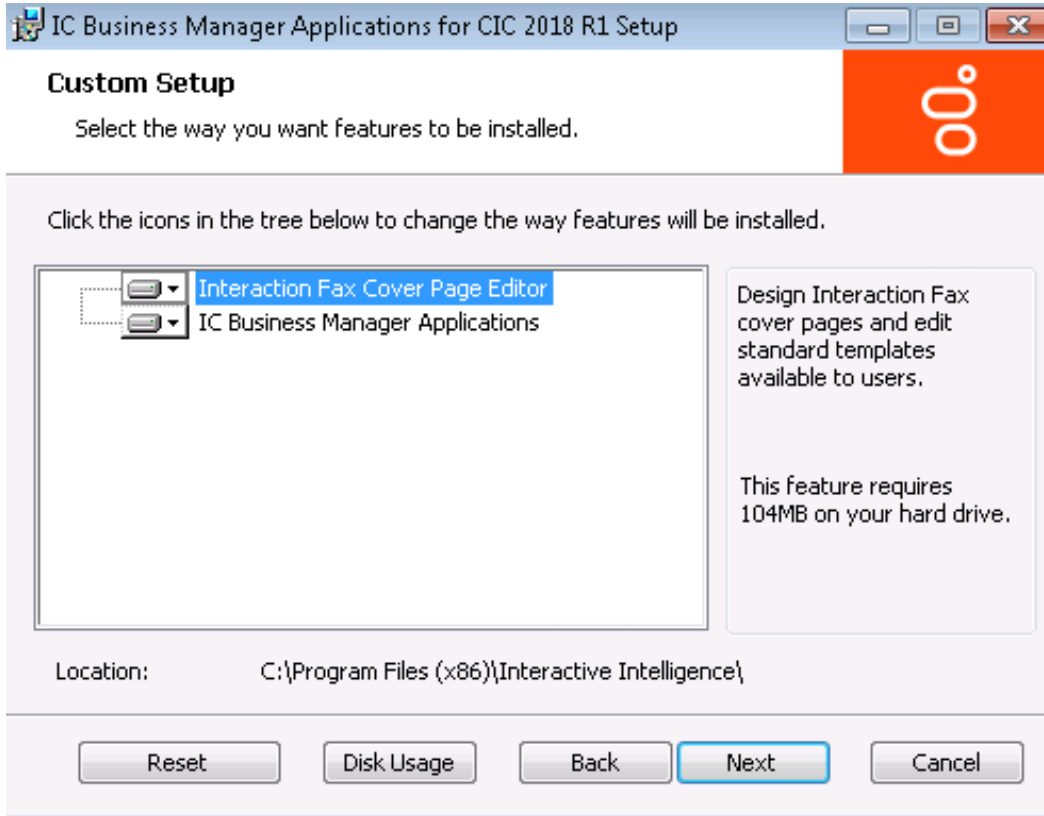 IC Business Manager Applications for CIC 2018 R1 Setup
Custom Setup
Select the way you want features to be installed.
Click the icons in the tree below to change the way features will be installed.
Interaction Fax Cover Page Editor
IC Business Manager Applications
Design Interaction Fax
cover pages and edit
standard templates
available to users.
This feature requires
104MB on your hard drive.
Location: C:\Program Files (x86)\Interactive Intelligence\
Reset Disk Usage Back Next Cancel